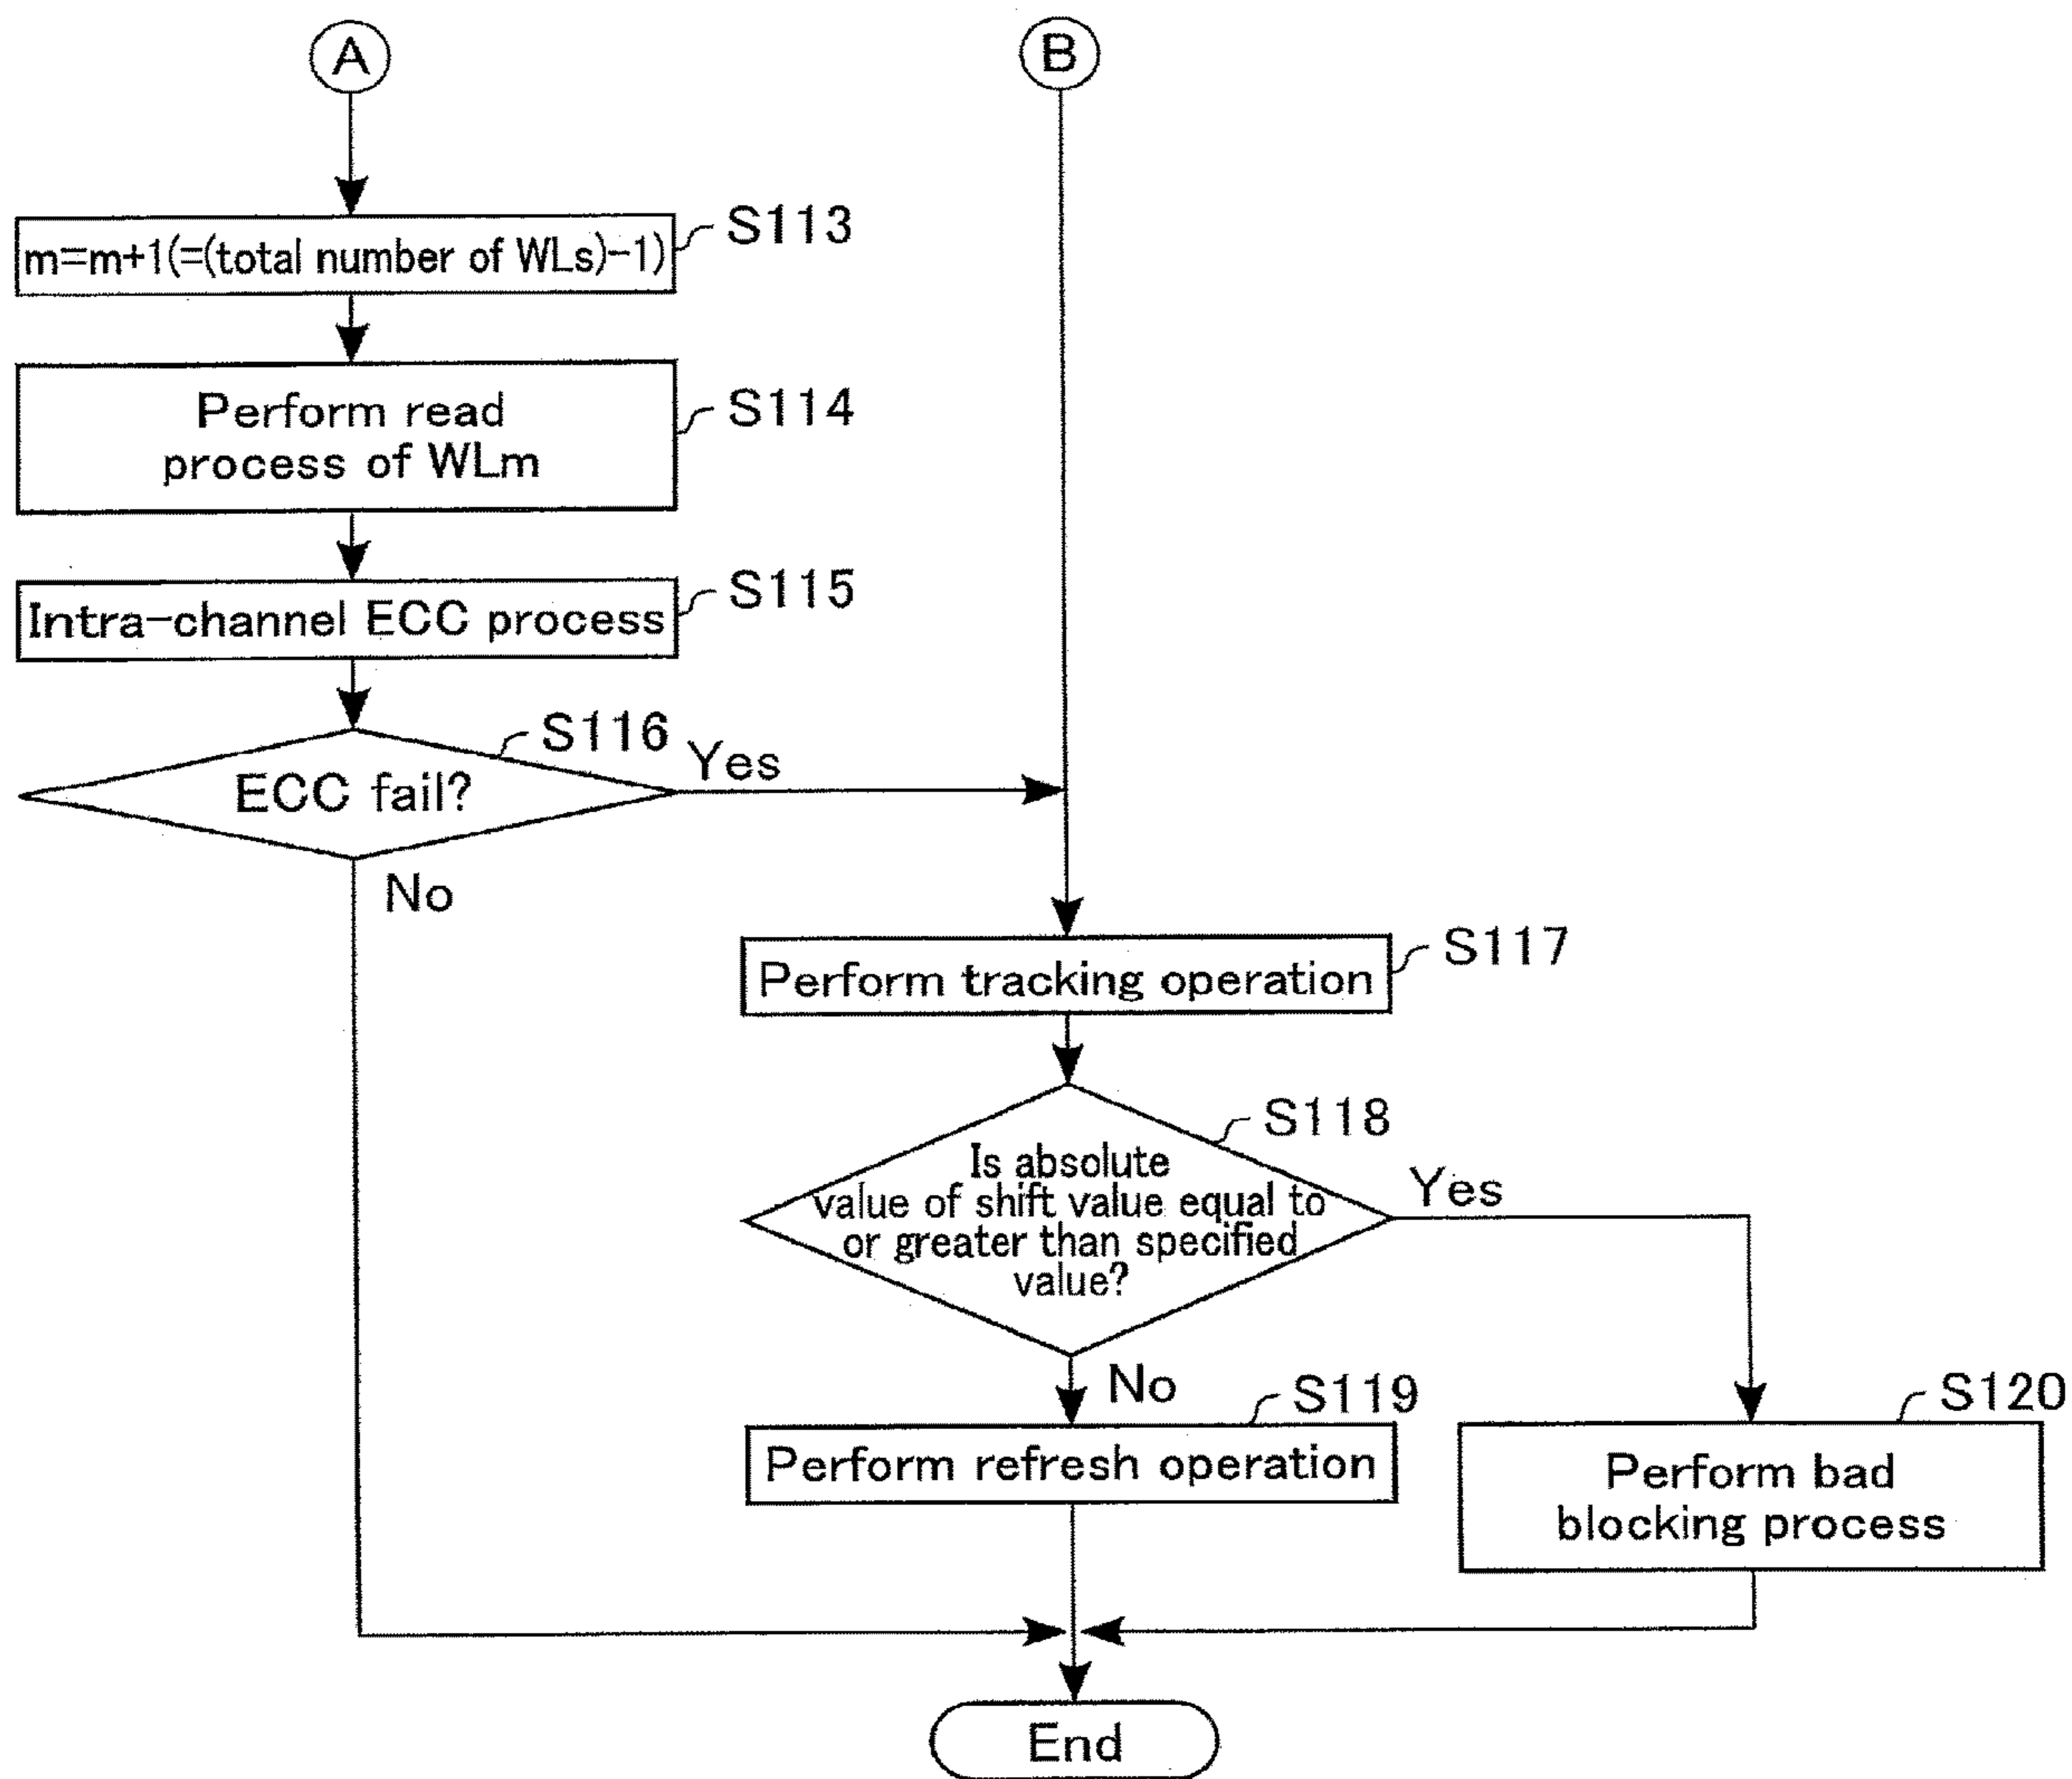 A
B
m=m+1(=(total number of WLs)-1)
S113
Perform read
process of WLm
S114
Intra-channel ECC process
S115
ECC fail?
S116
Yes
No
Perform tracking operation
S117
Is absolute
value of shift value equal to
or greater than specified
value?
S118
Yes
No
Perform refresh operation
S119
Perform bad
blocking process
S120
End